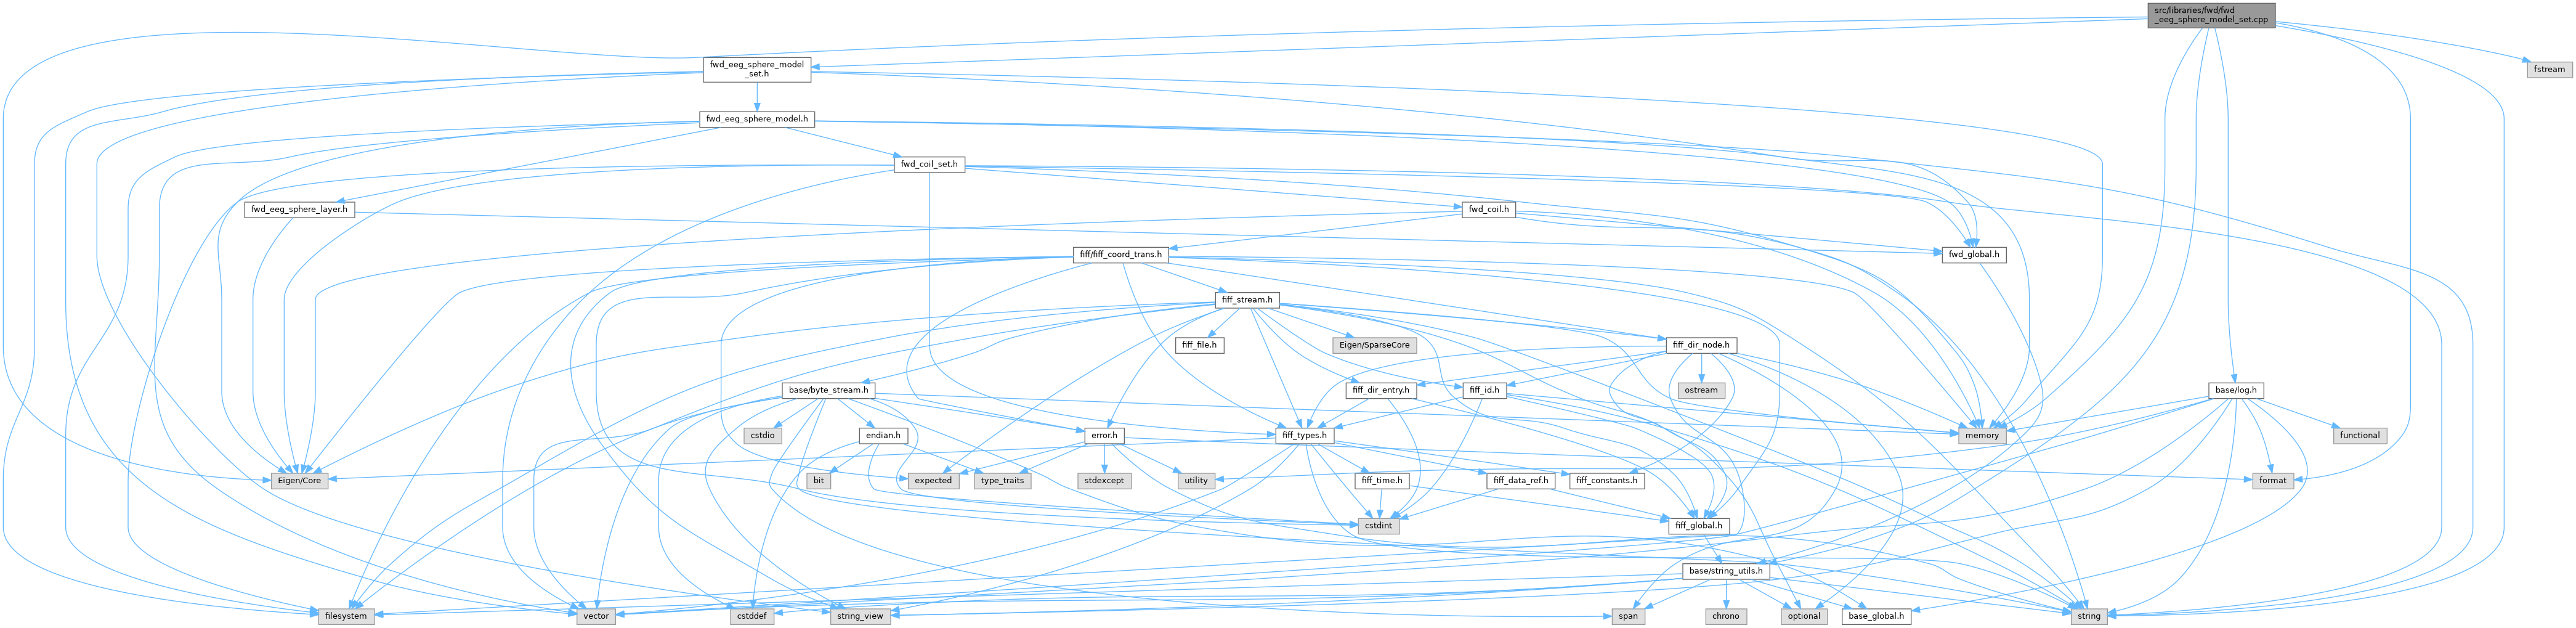 src/libraries/fwd/fwd
_eeg_sphere_model_set.cpp
fwd_eeg_sphere_model
_set.h
fstream
fwd_eeg_sphere_model.h
fwd_coil_set.h
fwd_eeg_sphere_layer.h
fwd_coil.h
fiff/fiff_coord_trans.h
fwd_global.h
fiff_stream.h
fiff_file.h
Eigen/SparseCore
fiff_dir_node.h
base/byte_stream.h
fiff_dir_entry.h
fiff_id.h
ostream
base/log.h
cstdio
endian.h
error.h
fiff_types.h
memory
functional
Eigen/Core
bit
expected
type_traits
stdexcept
utility
fiff_time.h
fiff_data_ref.h
fiff_constants.h
format
cstdint
fiff_global.h
base/string_utils.h
filesystem
vector
cstddef
string_view
span
chrono
optional
base_global.h
string